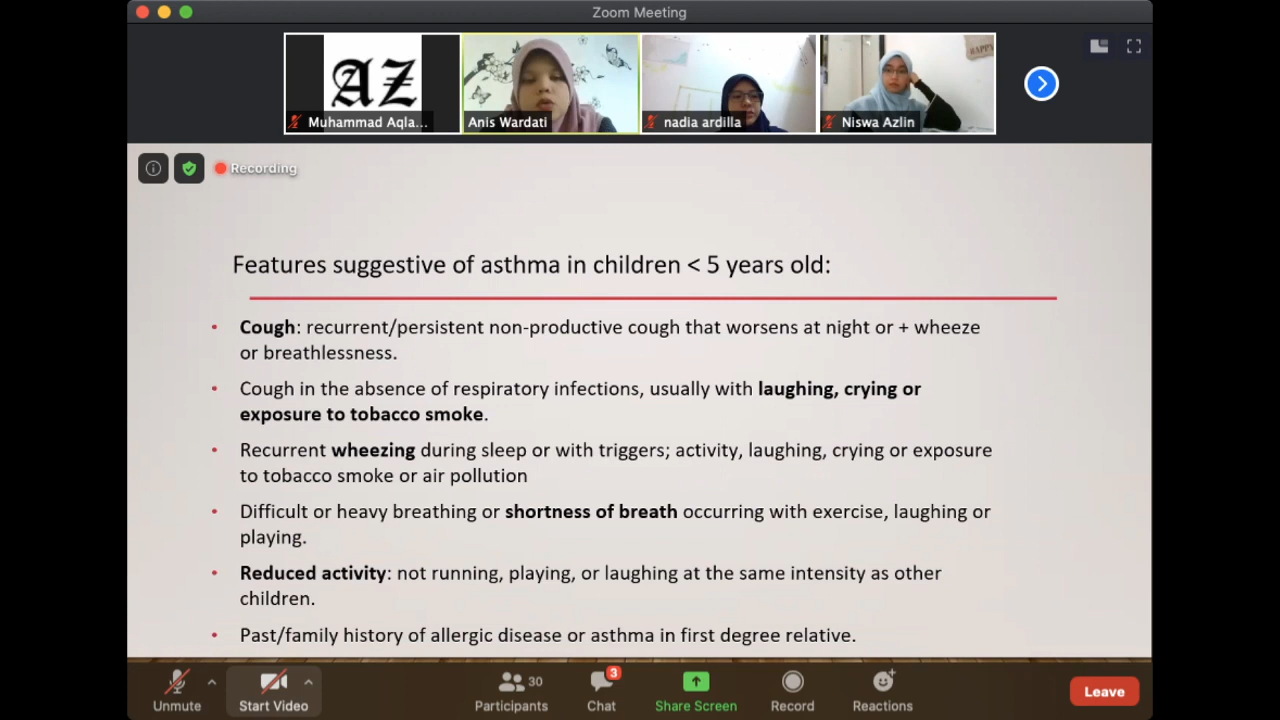 Zoom Meeting
AZ
HAPPY
Muhammad Aqla...
Anis Wardati
nadia ardilla
Niswa Azlin
Recording
Features suggestive of asthma in children < 5 years old:
• Cough: recurrent/persistent non-productive cough that worsens at night or + wheeze
or breathlessness.
• Cough in the absence of respiratory infections, usually with laughing, crying or
exposure to tobacco smoke.
• Recurrent wheezing during sleep or with triggers; activity, laughing, crying or exposure
to tobacco smoke or air pollution
• Difficult or heavy breathing or shortness of breath occurring with exercise, laughing or
playing.
• Reduced activity: not running, playing, or laughing at the same intensity as other
children.
• Past/family history of allergic disease or asthma in first degree relative.
30
3
Unmute
Start Video
Participants
Chat
Share Screen
Record
Reactions
Leave